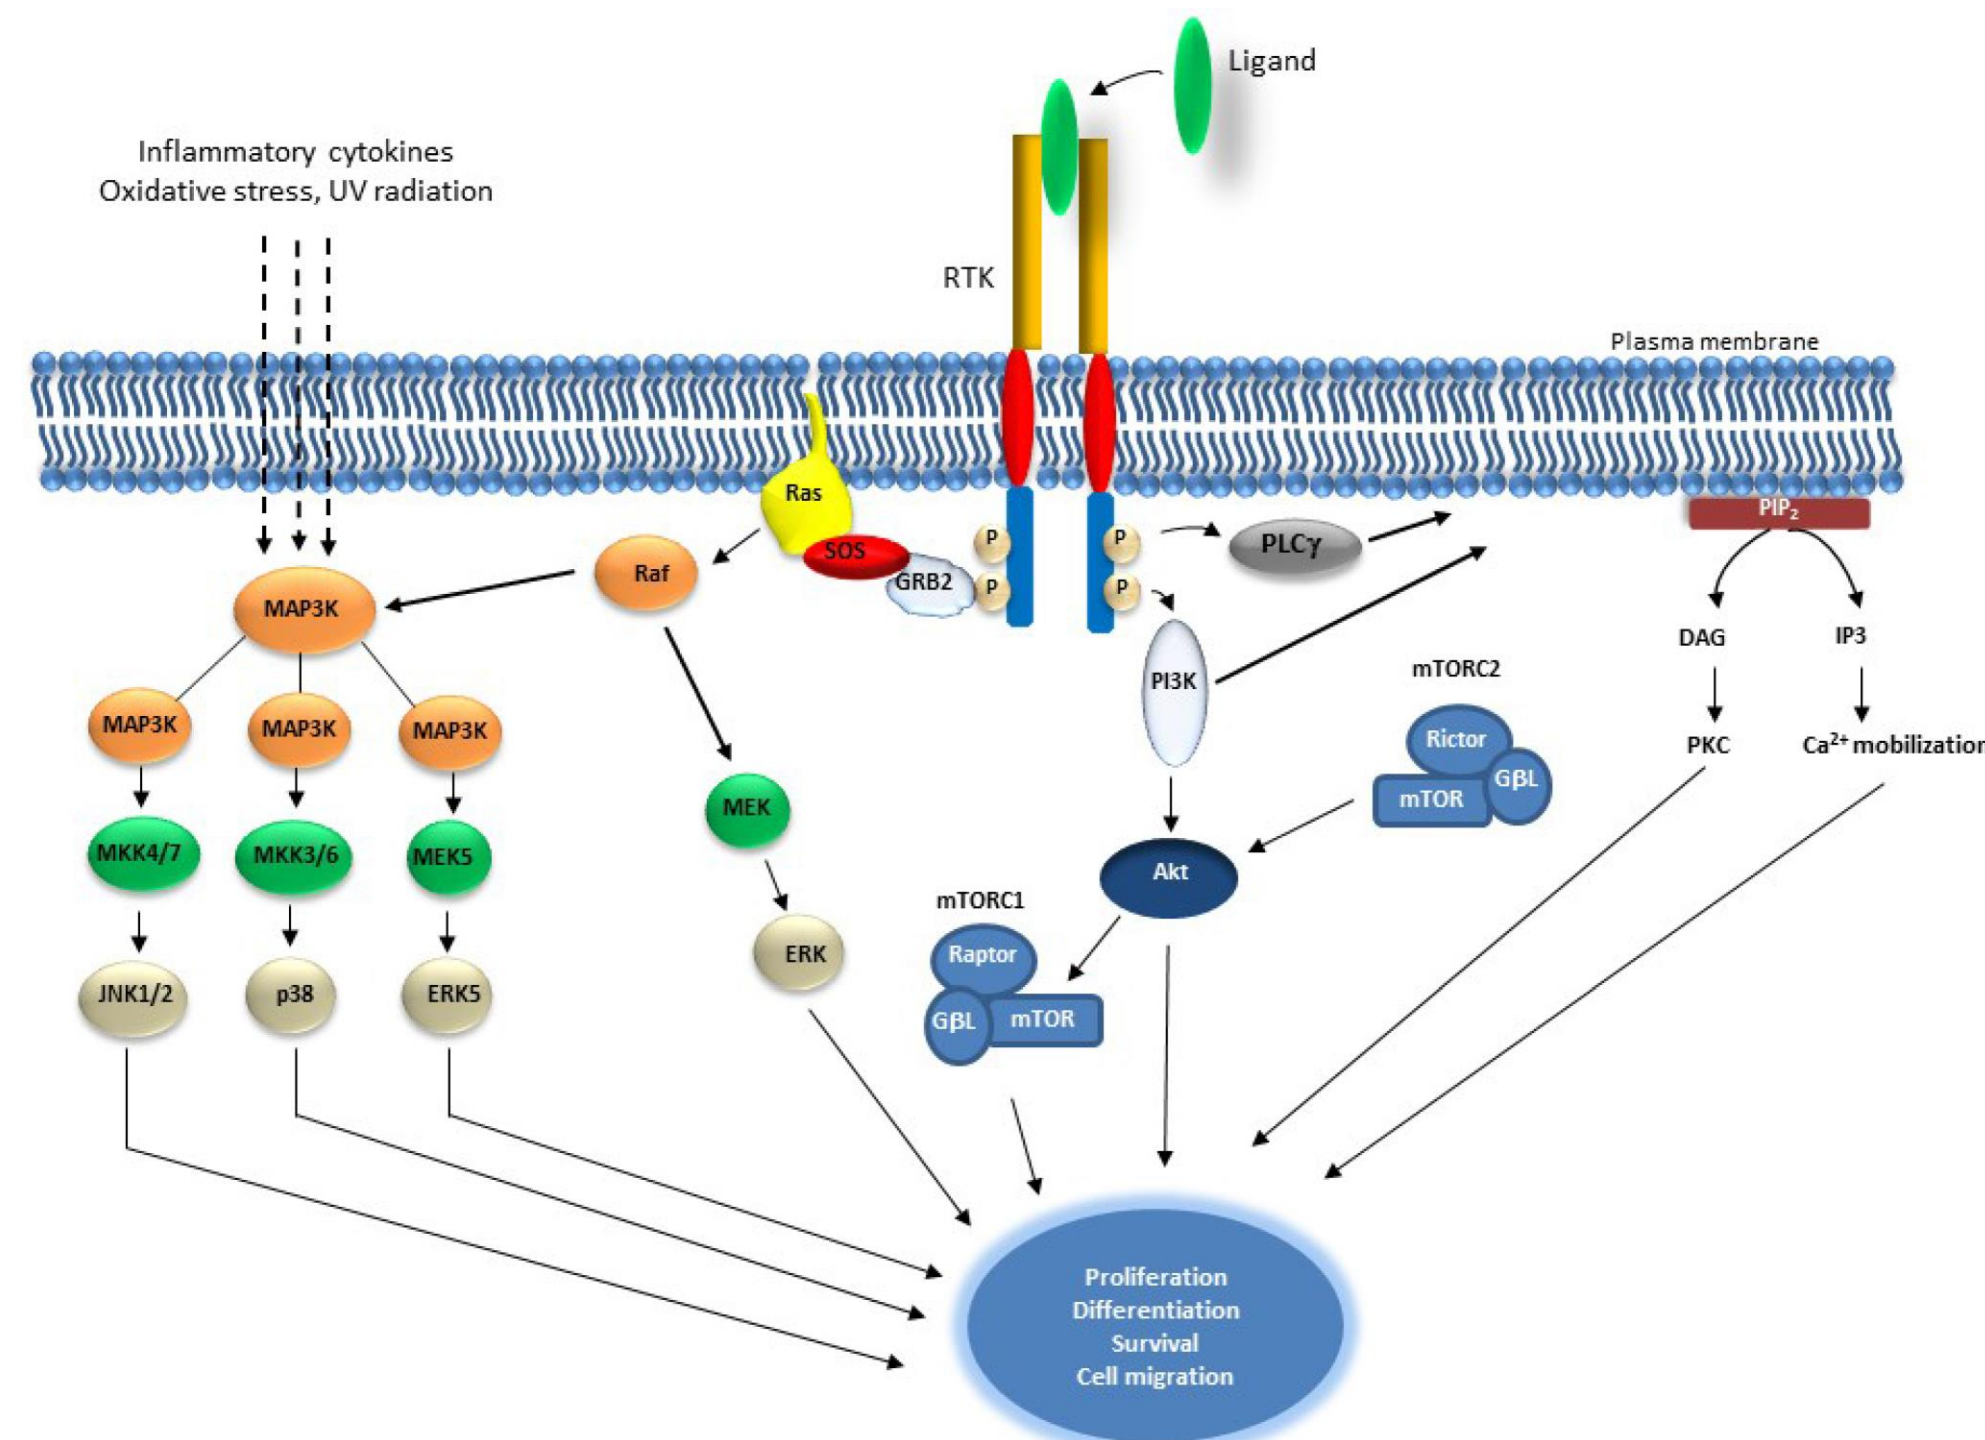 Ligand
Inflammatory cytokines
Oxidative stress, UV radiation
RTK
Plasma membrane
Ras
SOS
GRB2
P
P
P
P
PLCγ
PIP₂
Raf
MAP3K
PI3K
DAG
IP3
mTORC2
Rictor
GβL
mTOR
PKC
Ca²⁺ mobilization
MAP3K
MAP3K
MAP3K
MEK
MKK4/7
MKK3/6
MEK5
Akt
mTORC1
Raptor
GβL
mTOR
ERK
JNK1/2
p38
ERK5
Proliferation
Differentiation
Survival
Cell migration